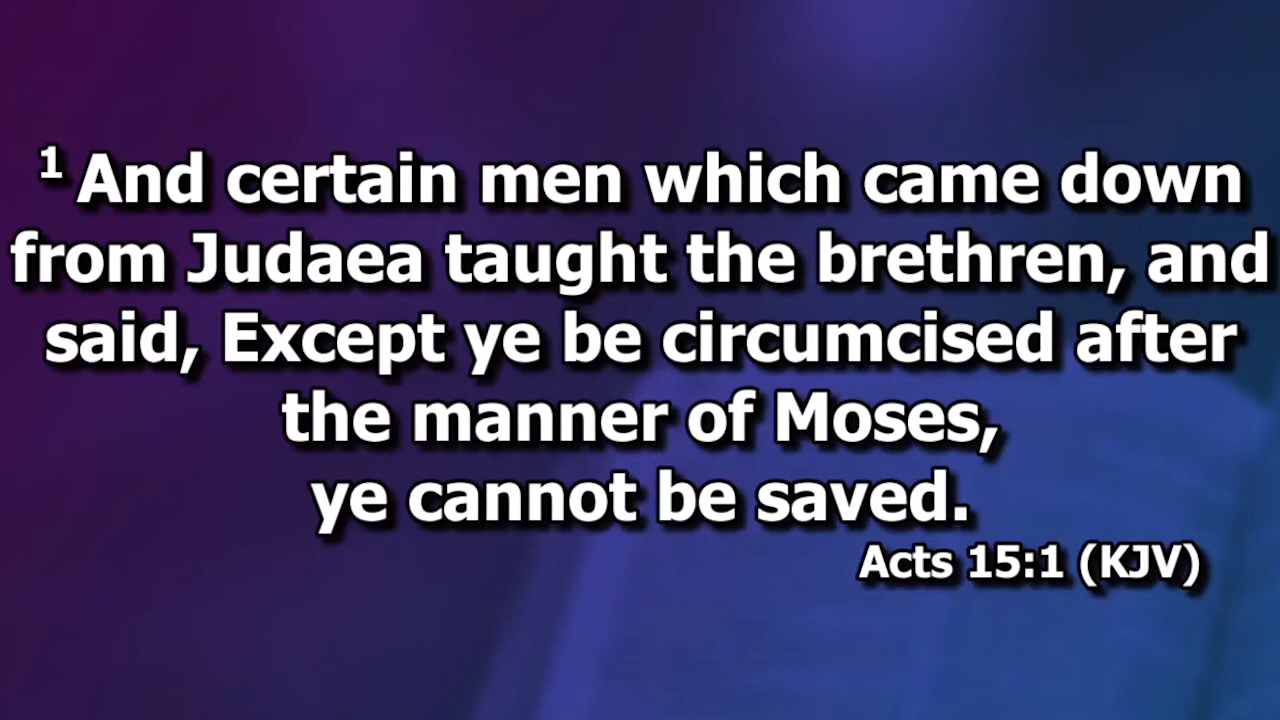 1 And certain men which came down
from Judaea taught the brethren, and
said, Except ye be circumcised after
the manner of Moses,
ye cannot be saved.
Acts 15:1 (KJV)